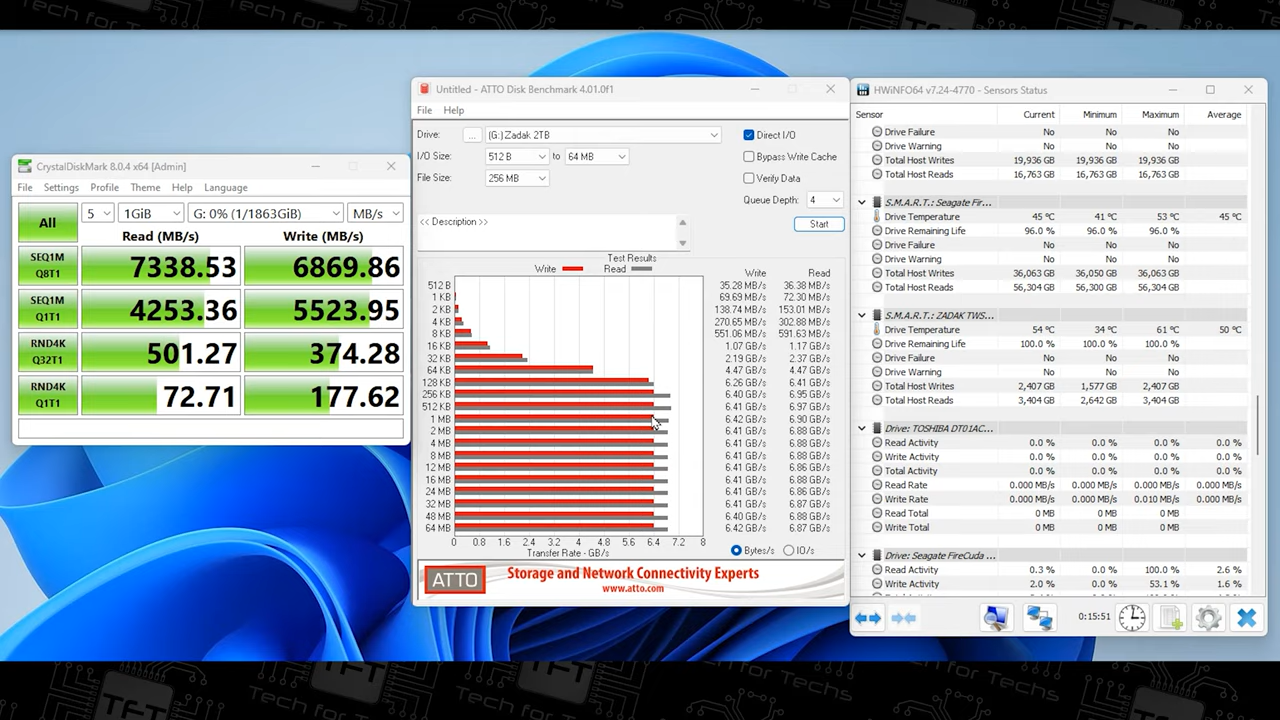 Tech for Techs
CrystalDiskMark 8.0.4 x64 [Admin]
File Settings Profile Theme Help Language
All 5 1GiB G: 0% (1/1863GiB) MB/s
Read (MB/s) Write (MB/s)
SEQ1M Q8T1 7338.53 6869.86
SEQ1M Q1T1 4253.36 5523.95
RND4K Q32T1 501.27 374.28
RND4K Q1T1 72.71 177.62
Untitled - ATTO Disk Benchmark 4.01.0f1
File Help
Drive: ... (G:) Zadak 2TB
I/O Size: 512 B to 64 MB
File Size: 256 MB
Direct I/O
Bypass Write Cache
Verify Data
Queue Depth: 4
<< Description >>
Start
Test Results
Write Read
Write Read
512 B 35.28 MB/s 36.38 MB/s
1 KB 69.69 MB/s 72.30 MB/s
2 KB 138.74 MB/s 153.01 MB/s
4 KB 270.65 MB/s 302.88 MB/s
8 KB 551.06 MB/s 591.63 MB/s
16 KB 1.07 GB/s 1.17 GB/s
32 KB 2.19 GB/s 2.37 GB/s
64 KB 4.47 GB/s 4.47 GB/s
128 KB 6.26 GB/s 6.41 GB/s
256 KB 6.40 GB/s 6.95 GB/s
512 KB 6.41 GB/s 6.97 GB/s
1 MB 6.42 GB/s 6.90 GB/s
2 MB 6.41 GB/s 6.88 GB/s
4 MB 6.41 GB/s 6.88 GB/s
8 MB 6.41 GB/s 6.88 GB/s
12 MB 6.41 GB/s 6.88 GB/s
16 MB 6.41 GB/s 6.88 GB/s
24 MB 6.41 GB/s 6.86 GB/s
32 MB 6.41 GB/s 6.87 GB/s
48 MB 6.40 GB/s 6.88 GB/s
64 MB 6.42 GB/s 6.87 GB/s
0 0.8 1.6 2.4 3.2 4 4.8 5.6 6.4 7.2 8
Transfer Rate - GB/s
Bytes/s IO/s
ATTO
Storage and Network Connectivity Experts
www.atto.com
HWiNFO64 v7.24-4770 - Sensors Status
Sensor Current Minimum Maximum Average
Drive Failure No No No
Drive Warning No No No
Total Host Writes 19,936 GB 19,936 GB 19,936 GB
Total Host Reads 16,763 GB 16,763 GB 16,763 GB
S.M.A.R.T.: Seagate Fir...
Drive Temperature 45 °C 41 °C 53 °C 45 °C
Drive Remaining Life 96.0 % 96.0 % 96.0 %
Drive Failure No No No
Drive Warning No No No
Total Host Writes 36,063 GB 36,050 GB 36,063 GB
Total Host Reads 56,304 GB 56,300 GB 56,304 GB
S.M.A.R.T.: ZADAK TWS...
Drive Temperature 54 °C 34 °C 61 °C 50 °C
Drive Remaining Life 100.0 % 100.0 % 100.0 %
Drive Failure No No No
Drive Warning No No No
Total Host Writes 2,407 GB 1,577 GB 2,407 GB
Total Host Reads 3,404 GB 2,642 GB 3,404 GB
Drive: TOSHIBA DT01AC...
Read Activity 0.0 % 0.0 % 0.0 % 0.0 %
Write Activity 0.0 % 0.0 % 0.0 % 0.0 %
Total Activity 0.0 % 0.0 % 0.0 % 0.0 %
Read Rate 0.000 MB/s 0.000 MB/s 0.000 MB/s 0.000 MB/s
Write Rate 0.000 MB/s 0.000 MB/s 0.010 MB/s 0.000 MB/s
Read Total 0 MB 0 MB 0 MB
Write Total 0 MB 0 MB 0 MB
Drive: Seagate FireCuda ...
Read Activity 0.3 % 0.0 % 100.0 % 2.6 %
Write Activity 2.0 % 0.0 % 53.1 % 1.6 %
0:15:51
TFT
Tech for Techs